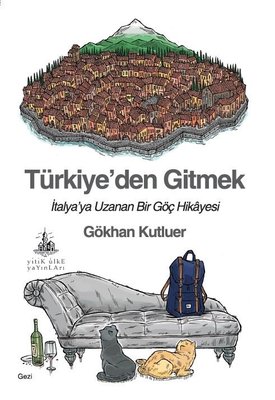 Türkiye'den Gitmek
İtalya'ya Uzanan Bir Göç Hikâyesi
Gökhan Kutluer
yitik ülke
yayınları
Gezi